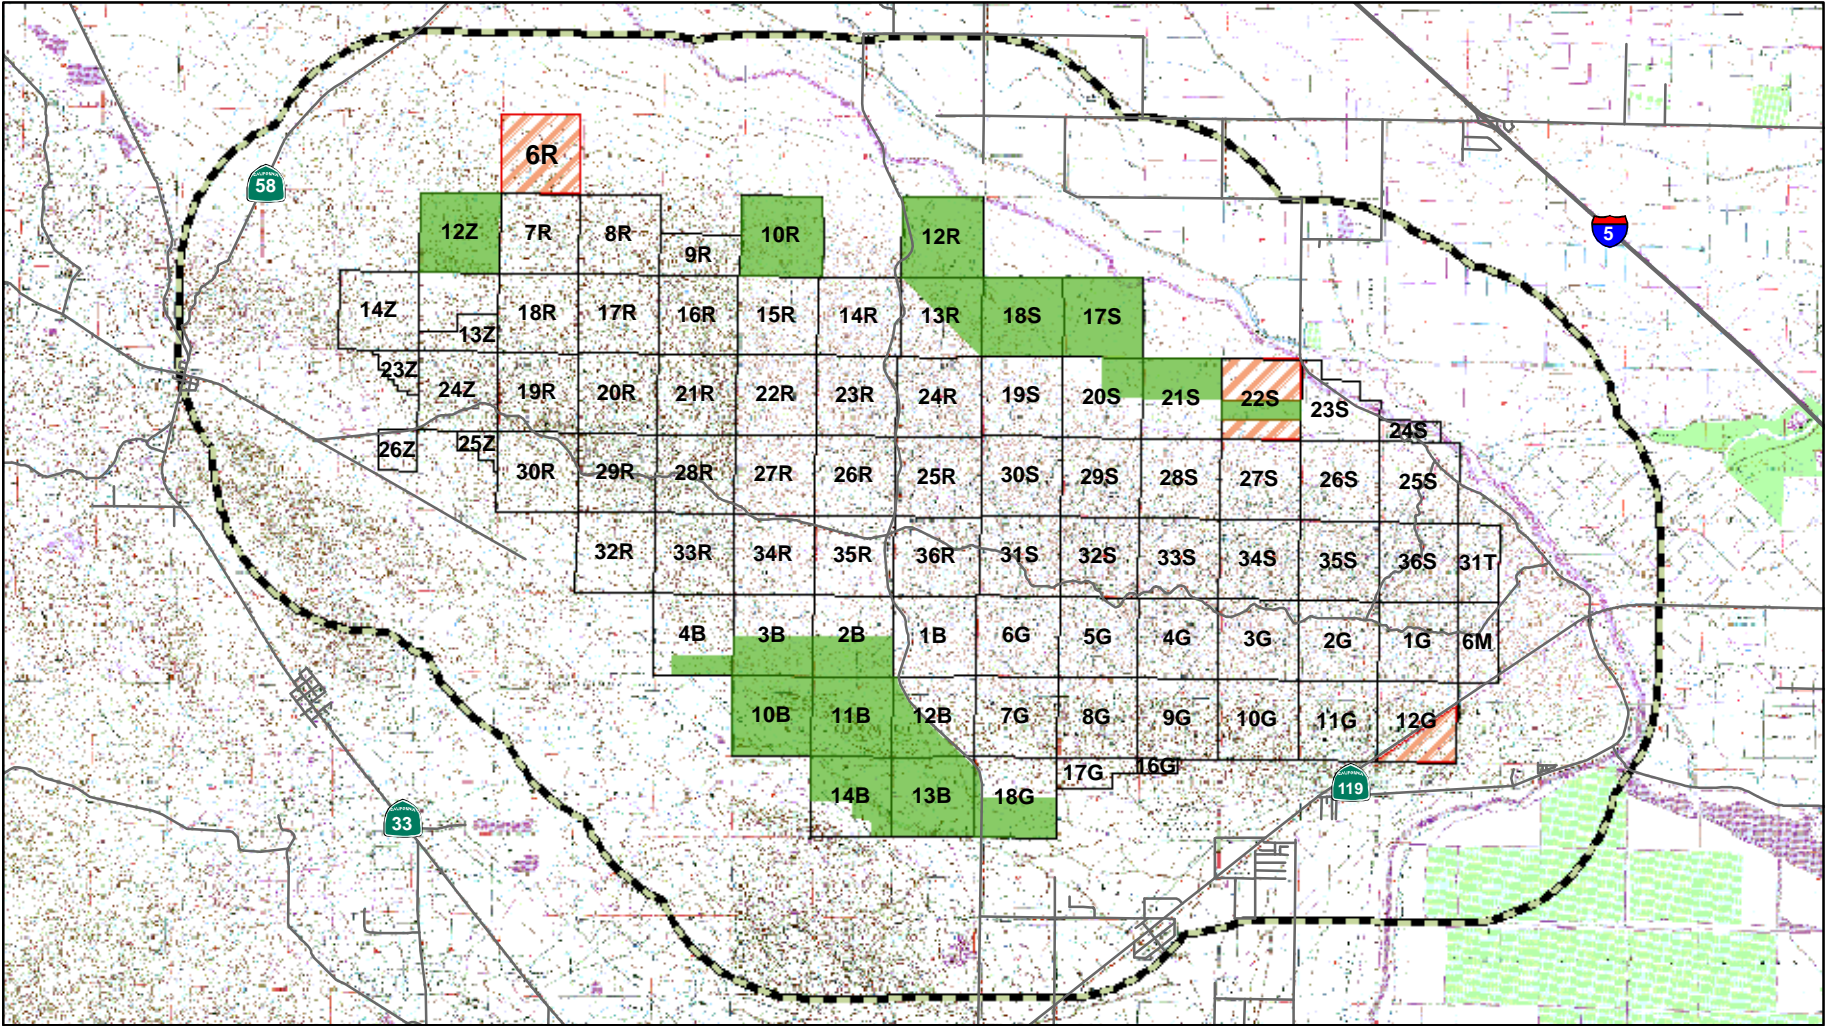 6R
CALIFORNIA
58
12Z
7R
8R
9R
10R
12R
5
14Z
13Z
18R
17R
16R
15R
14R
13R
18S
17S
23Z
24Z
19R
20R
21R
22R
23R
24R
19S
20S
21S
22S
23S
24S
26Z
25Z
30R
29R
28R
27R
26R
25R
30S
29S
28S
27S
26S
25S
32R
33R
34R
35R
36R
31S
32S
33S
34S
35S
36S
31T
4B
3B
2B
1B
6G
5G
4G
3G
2G
1G
6M
10B
11B
12B
7G
8G
9G
10G
11G
12G
17G
16G
14B
13B
18G
CALIFORNIA
119
CALIFORNIA
33